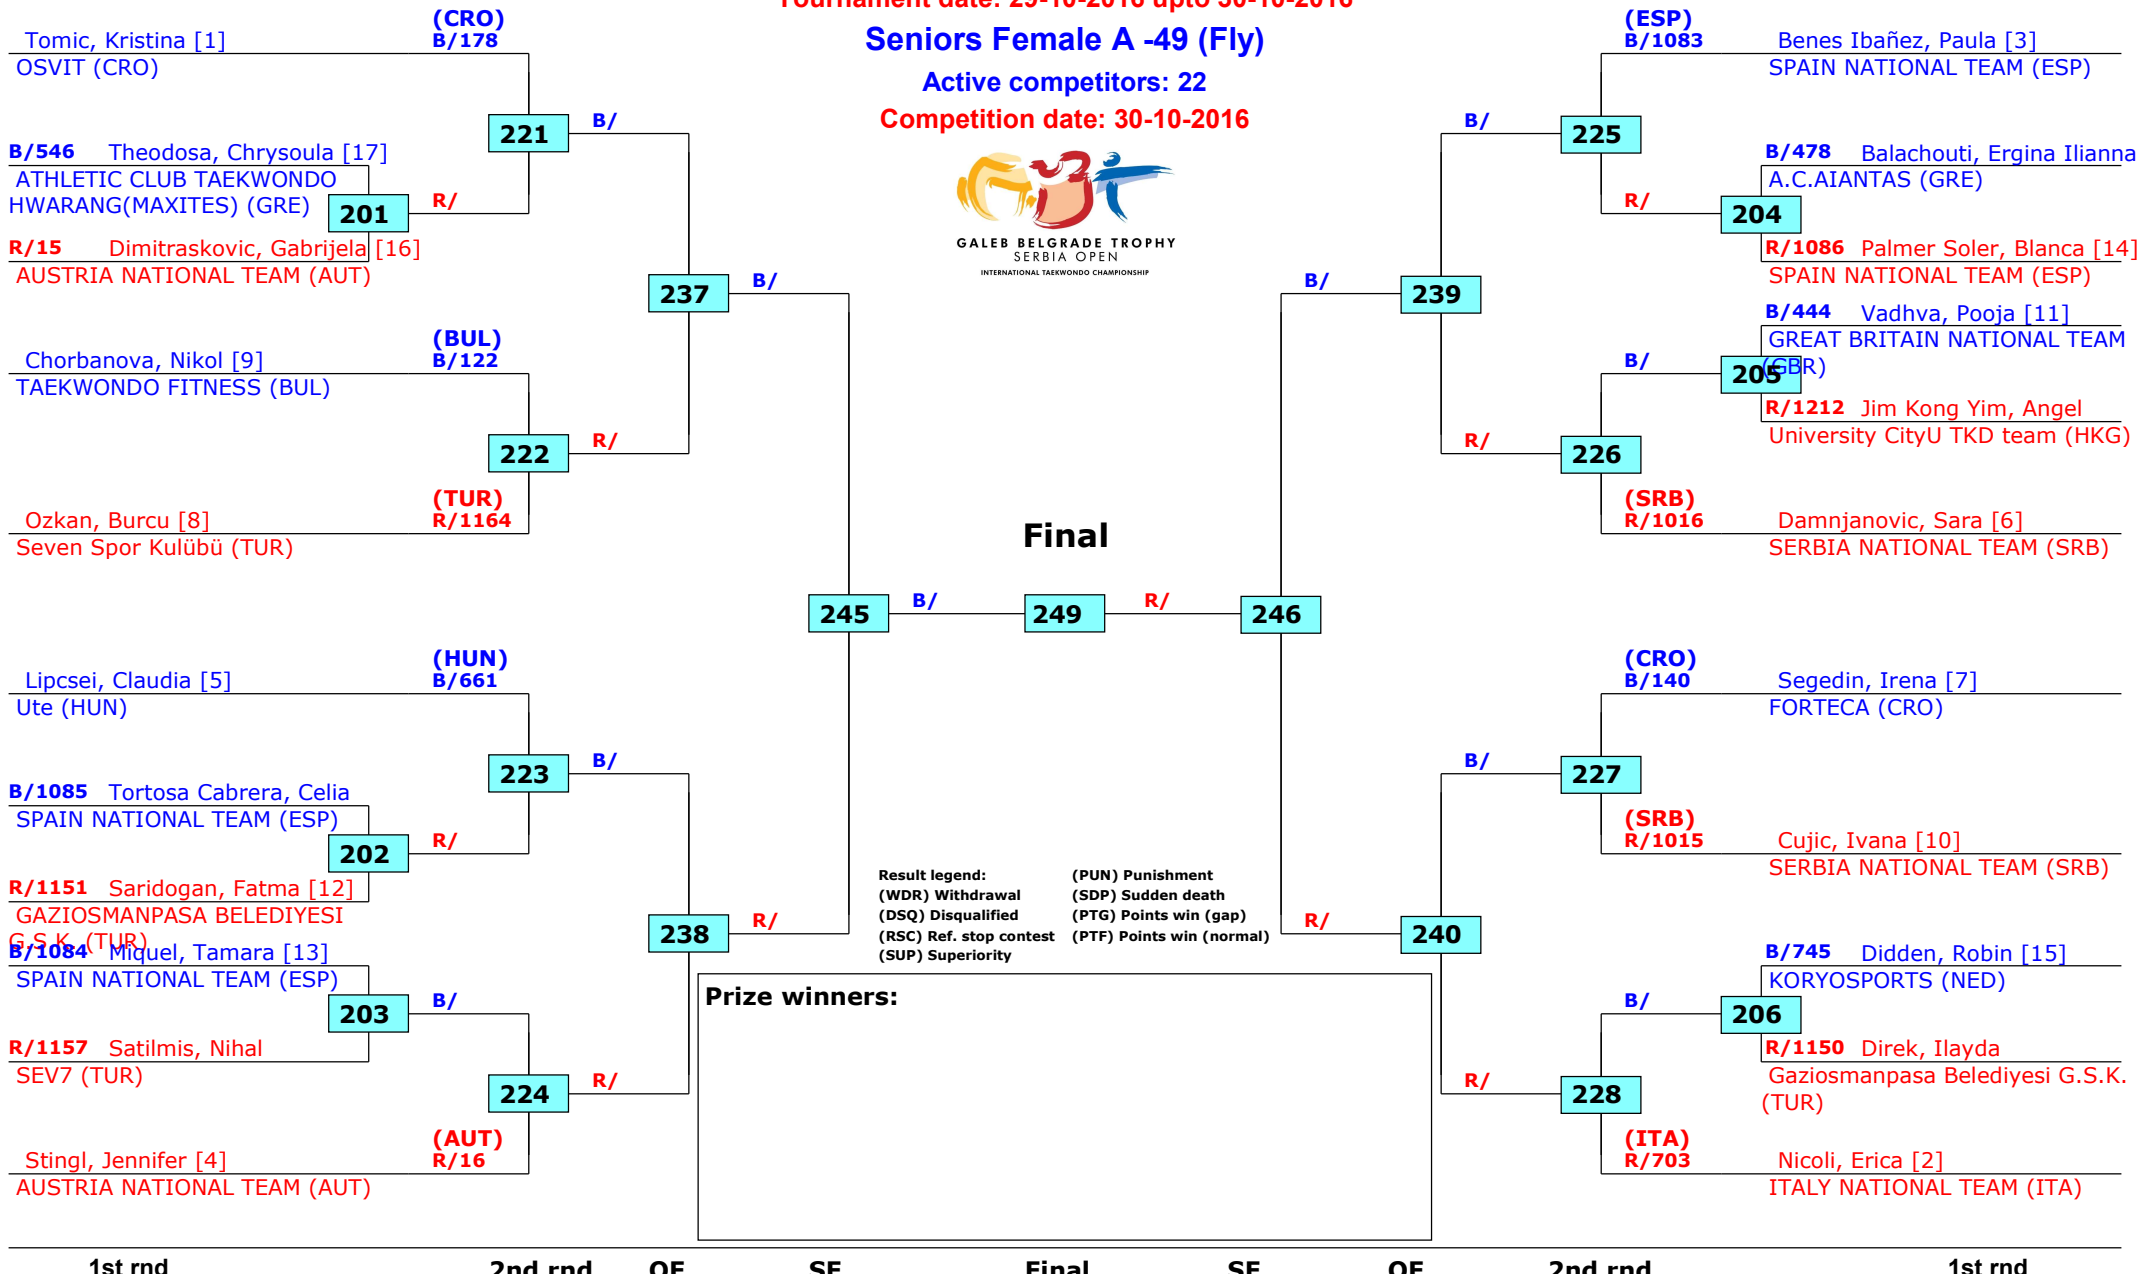 Tournament date: 29-10-2016 upto 30-10-2016
Seniors Female A -49 (Fly)
Active competitors: 22
Competition date: 30-10-2016
GALEB BELGRADE TROPHY
SERBIA OPEN
INTERNATIONAL TAEKWONDO CHAMPIONSHIP
(CRO)
Tomic, Kristina [1] B/178
OSVIT (CRO)
221 B/
B/546 Theodosa, Chrysoula [17]
ATHLETIC CLUB TAEKWONDO
HWARANG(MAXITES) (GRE)
201 R/
R/15 Dimitraskovic, Gabrijela [16]
AUSTRIA NATIONAL TEAM (AUT)
237 B/
(BUL)
Chorbanova, Nikol [9] B/122
TAEKWONDO FITNESS (BUL)
222 R/
(TUR)
Ozkan, Burcu [8] R/1164
Seven Spor Kulübü (TUR)
245 B/
(HUN)
Lipcsei, Claudia [5] B/661
Ute (HUN)
223 B/
B/1085 Tortosa Cabrera, Celia
SPAIN NATIONAL TEAM (ESP)
202 R/
R/1151 Saridogan, Fatma [12]
GAZIOSMANPASA BELEDIYESI
G.S.K. (TUR)
238 R/
B/1084 Miquel, Tamara [13]
SPAIN NATIONAL TEAM (ESP)
203 B/
R/1157 Satilmis, Nihal
SEV7 (TUR)
224 R/
(AUT)
Stingl, Jennifer [4] R/16
AUSTRIA NATIONAL TEAM (AUT)
Final
249
R/ 246
(ESP)
B/1083 Benes Ibañez, Paula [3]
SPAIN NATIONAL TEAM (ESP)
B/ 225
B/478 Balachouti, Ergina Ilianna
A.C.AIANTAS (GRE)
R/ 204
R/1086 Palmer Soler, Blanca [14]
SPAIN NATIONAL TEAM (ESP)
B/ 239
B/444 Vadhva, Pooja [11]
GREAT BRITAIN NATIONAL TEAM
(GBR)
B/ 205
R/1212 Jim Kong Yim, Angel
University CityU TKD team (HKG)
R/ 226
(SRB)
R/1016 Damnjanovic, Sara [6]
SERBIA NATIONAL TEAM (SRB)
(CRO)
B/140 Segedin, Irena [7]
FORTECA (CRO)
B/ 227
(SRB)
R/1015 Cujic, Ivana [10]
SERBIA NATIONAL TEAM (SRB)
R/ 240
B/745 Didden, Robin [15]
KORYOSPORTS (NED)
B/ 206
R/1150 Direk, Ilayda
Gaziosmanpasa Belediyesi G.S.K.
(TUR)
R/ 228
(ITA)
R/703 Nicoli, Erica [2]
ITALY NATIONAL TEAM (ITA)
Result legend: (PUN) Punishment
(WDR) Withdrawal (SDP) Sudden death
(DSQ) Disqualified (PTG) Points win (gap)
(RSC) Ref. stop contest (PTF) Points win (normal)
(SUP) Superiority
Prize winners:
1st rnd 2nd rnd QF SF Final SF QF 2nd rnd 1st rnd